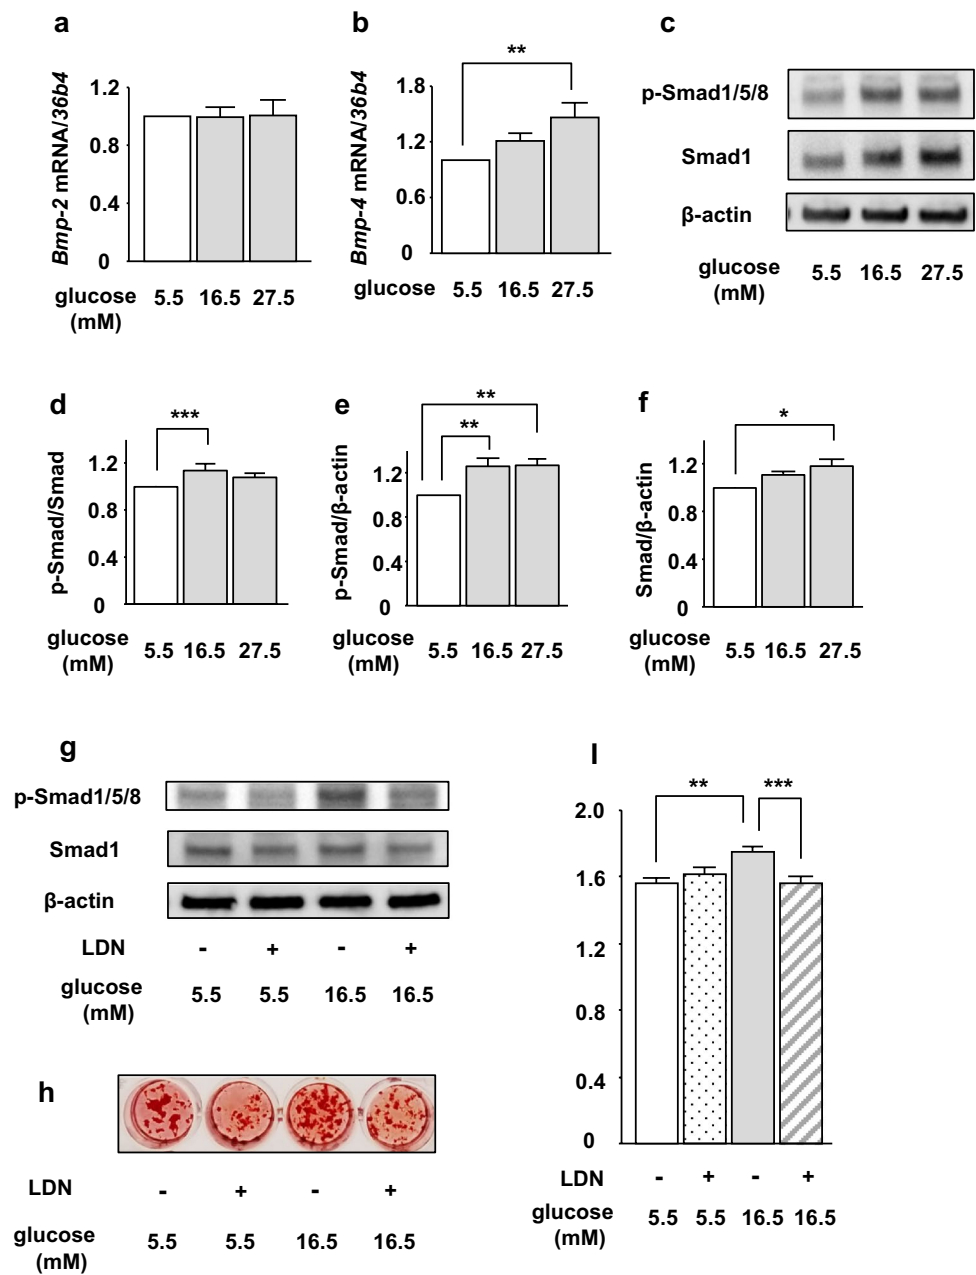 a
Bmp-2 mRNA/36b4
1.2
0.8
0.4
0
glucose 5.5 16.5 27.5
(mM)
b
**
Bmp-4 mRNA/36b4
1.8
1.2
0.6
0
glucose 5.5 16.5 27.5
c
p-Smad1/5/8
Smad1
β-actin
glucose 5.5 16.5 27.5
(mM)
d
***
p-Smad/Smad
1.2
0.8
0.4
0
glucose 5.5 16.5 27.5
(mM)
e
**
**
p-Smad/β-actin
1.2
0.8
0.4
0
glucose 5.5 16.5 27.5
(mM)
f
*
Smad/β-actin
1.2
0.8
0.4
0
glucose 5.5 16.5 27.5
(mM)
g
p-Smad1/5/8
Smad1
β-actin
LDN - + - +
glucose 5.5 5.5 16.5 16.5
(mM)
h
LDN - + - +
glucose 5.5 5.5 16.5 16.5
(mM)
I
** ***
2.0
1.6
1.2
0.8
0.4
0
LDN - + - +
glucose 5.5 5.5 16.5 16.5
(mM)